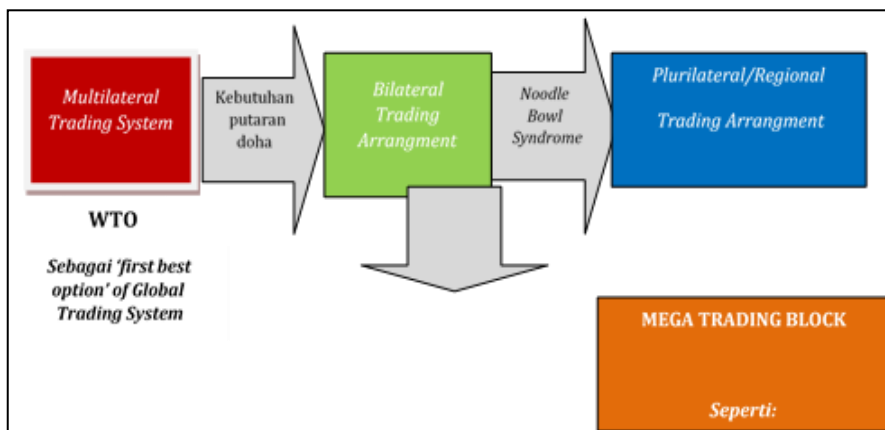 Multilateral
Trading System
Kebutuhan
putaran
doha
Bilateral
Trading
Arrangment
Noodle
Bowl
Syndrome
Plurilateral/Regional
Trading Arrangment
WTO
Sebagai ‘first best
option’ of Global
Trading System
MEGA TRADING BLOCK
Seperti: